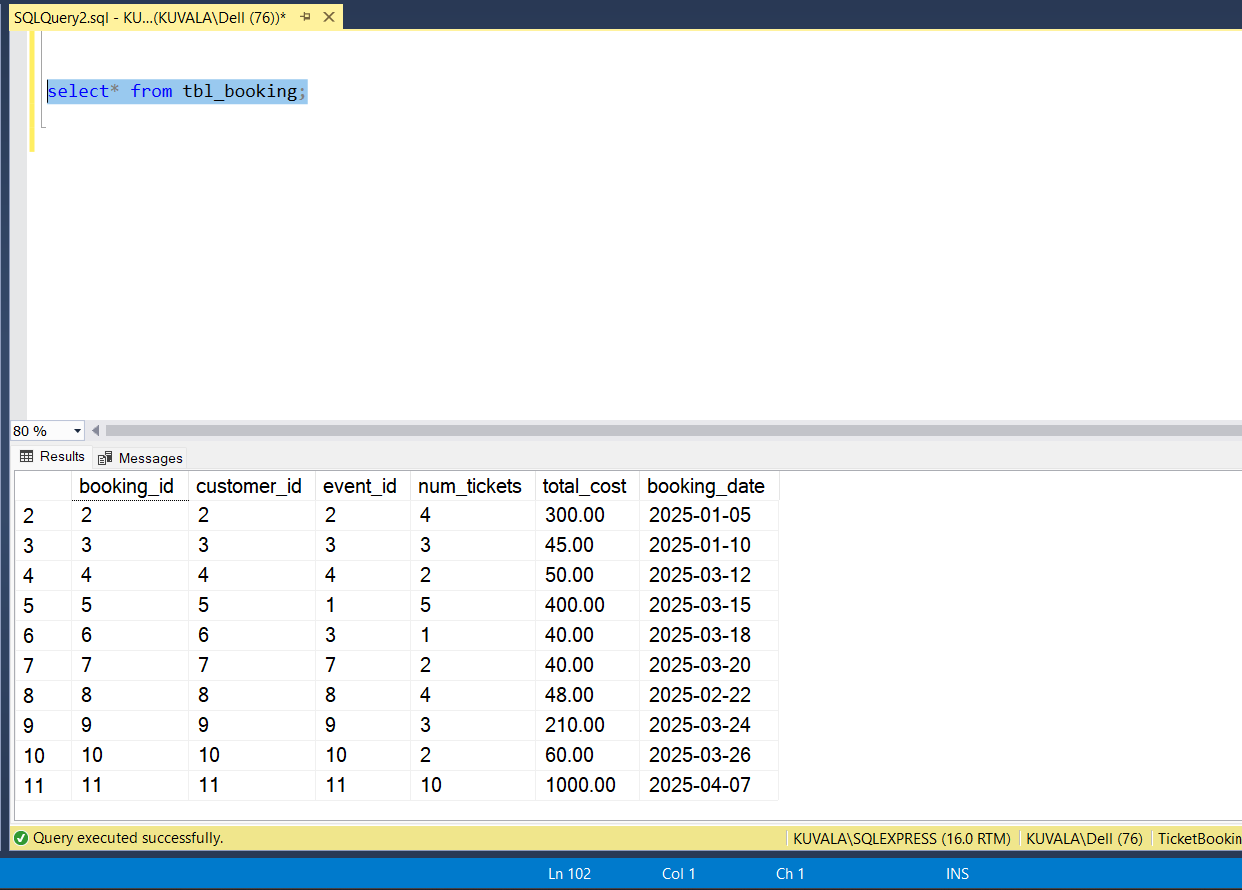 SQLQuery2.sql - KU...(KUVALA\Dell (76))*
select* from tbl_booking;
80 %
Results Messages
booking_id customer_id event_id num_tickets total_cost booking_date
2 2 2 2 4 300.00 2025-01-05
3 3 3 3 3 45.00 2025-01-10
4 4 4 4 2 50.00 2025-03-12
5 5 5 1 5 400.00 2025-03-15
6 6 6 3 1 40.00 2025-03-18
7 7 7 7 2 40.00 2025-03-20
8 8 8 8 4 48.00 2025-02-22
9 9 9 9 3 210.00 2025-03-24
10 10 10 10 2 60.00 2025-03-26
11 11 11 11 10 1000.00 2025-04-07
Query executed successfully. KUVALA\SQLEXPRESS (16.0 RTM) KUVALA\Dell (76) TicketBookin
Ln 102 Col 1 Ch 1 INS